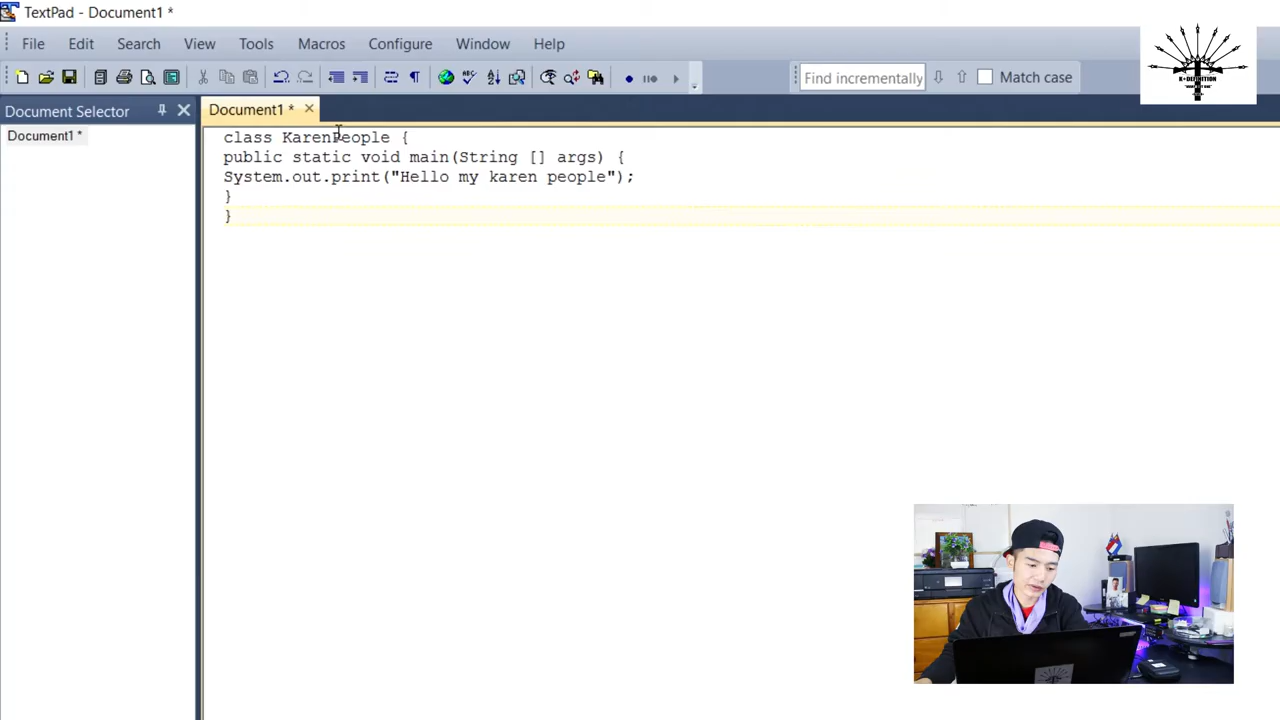 TextPad - Document1 *
File Edit Search View Tools Macros Configure Window Help
Find incrementally Match case
Document Selector
Document1 *
Document1 *
class KarenPeople {
public static void main(String [] args) {
System.out.print("Hello my karen people");
}
}
K-DEFINITION